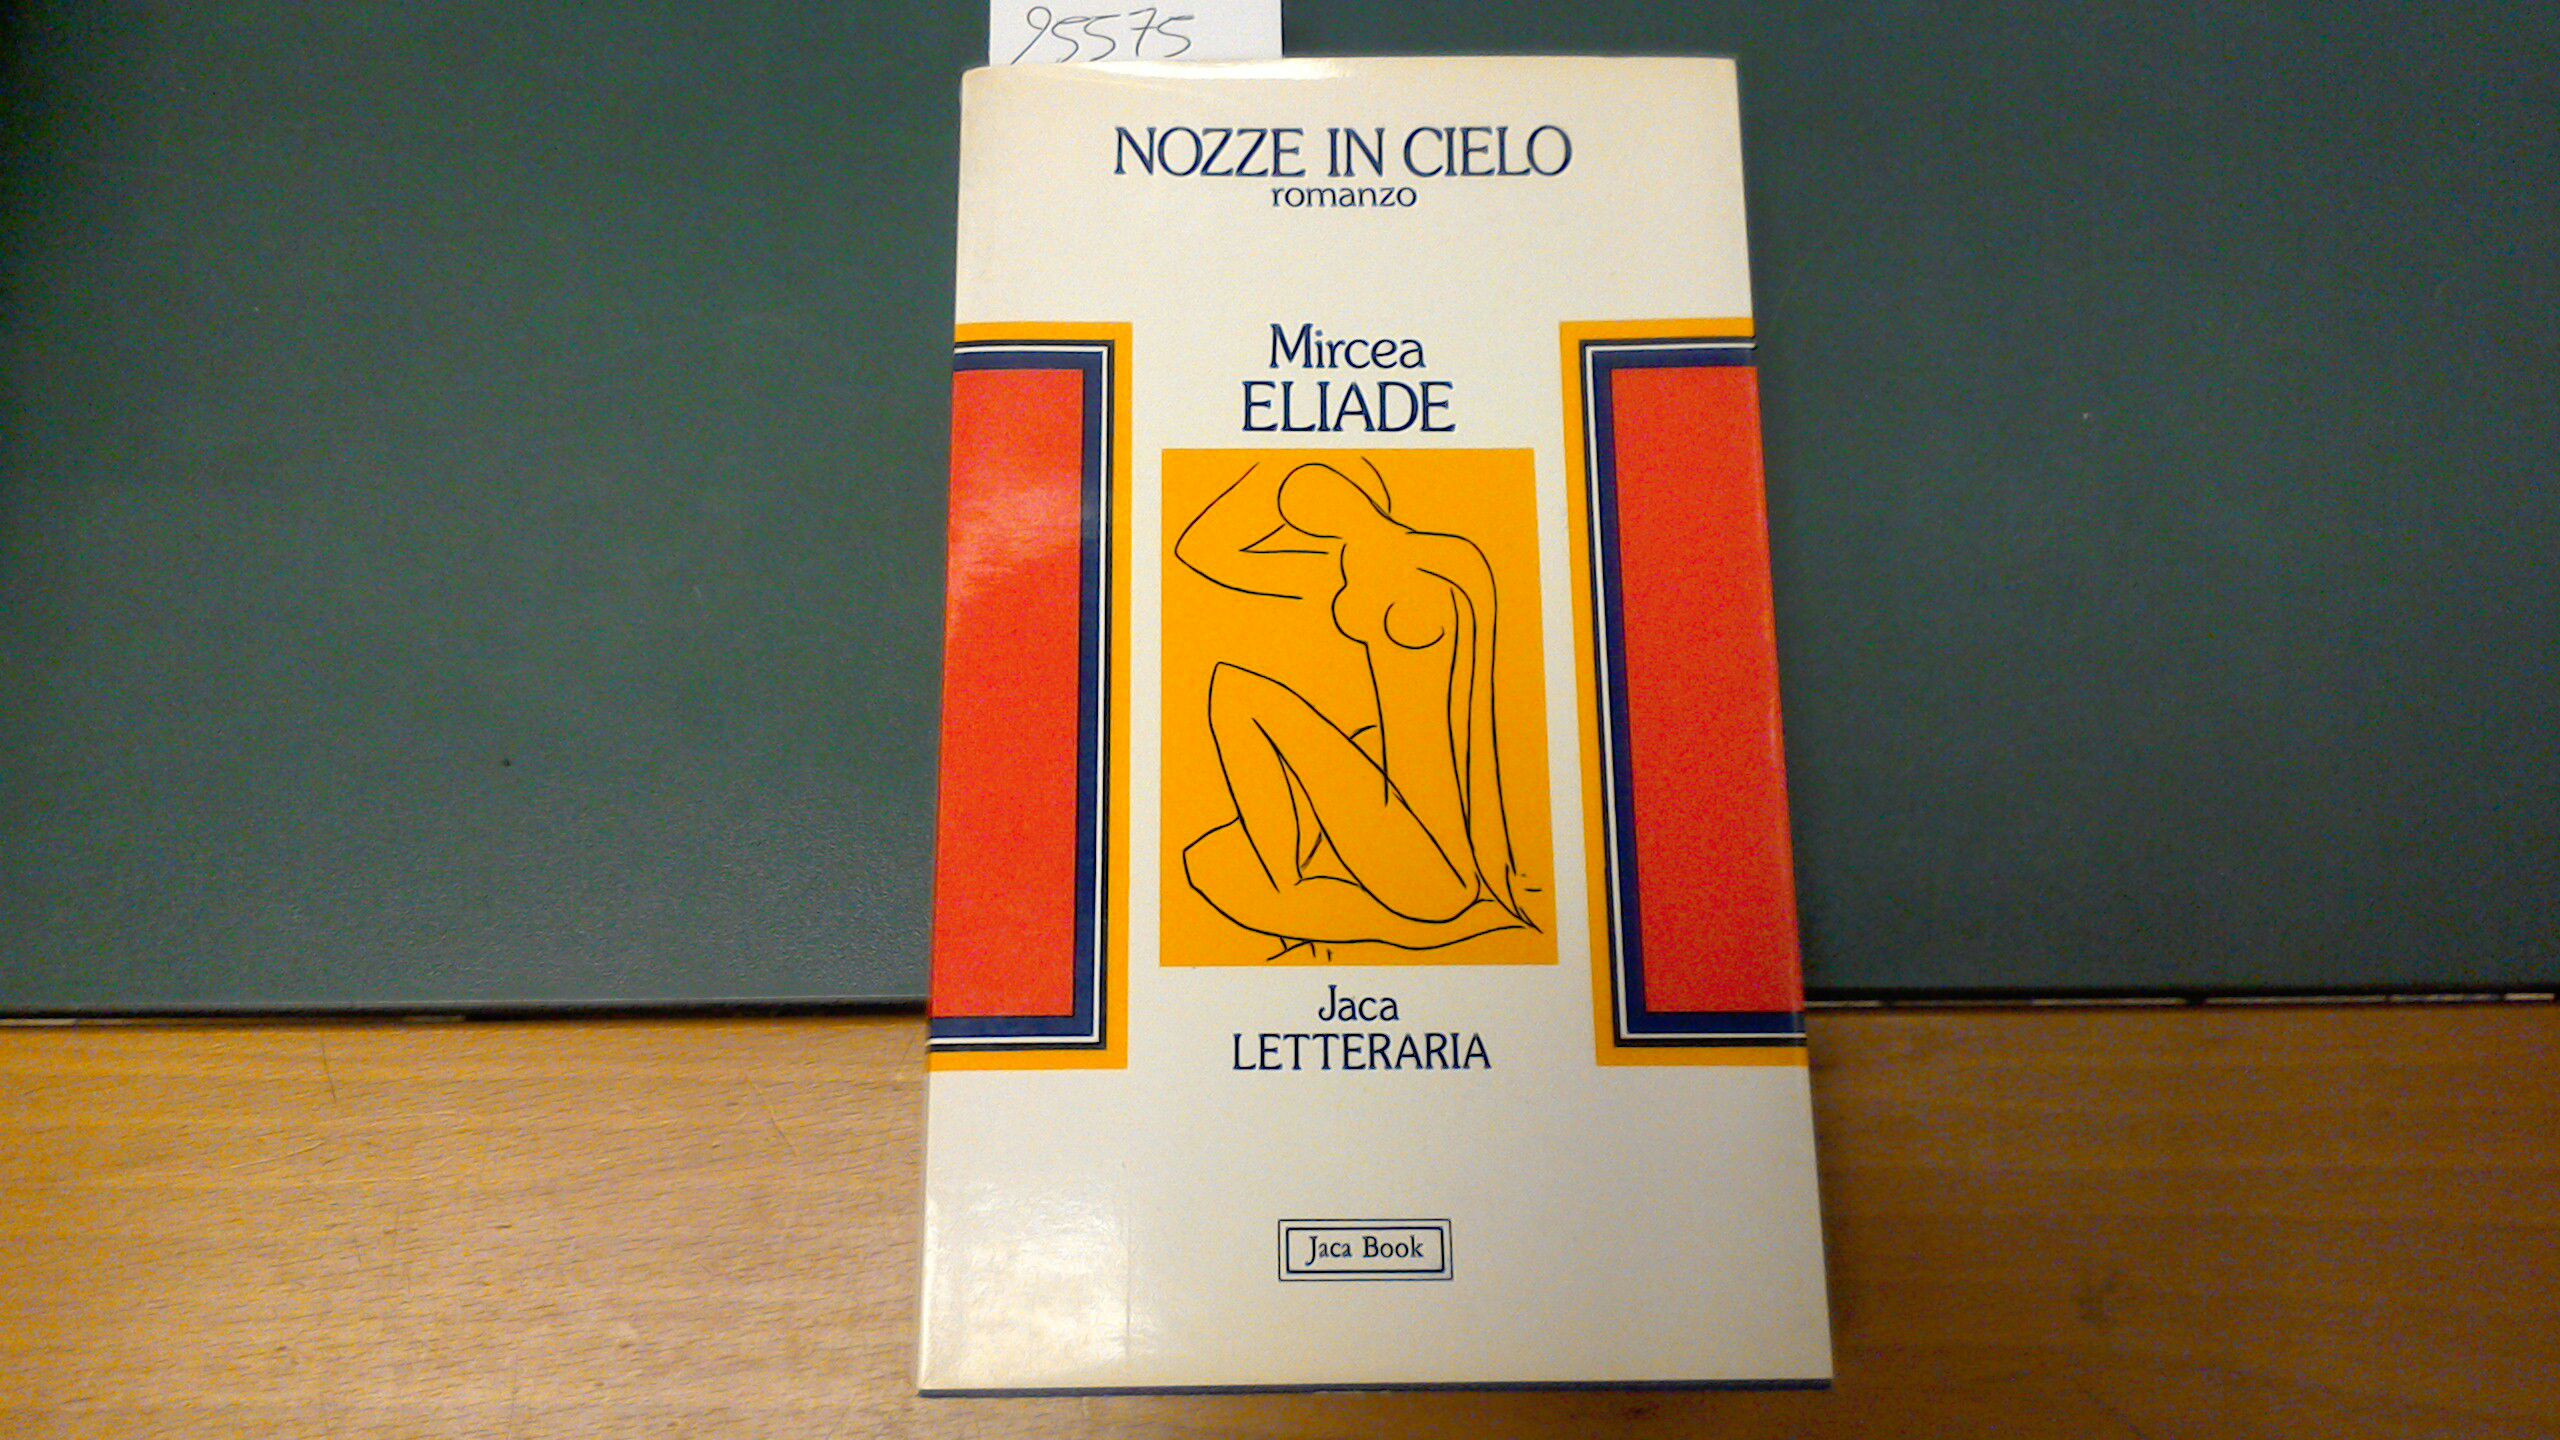 95575
NOZZE IN CIELO
romanzo
Mircea
ELIADE
Jaca
LETTERARIA
Jaca Book